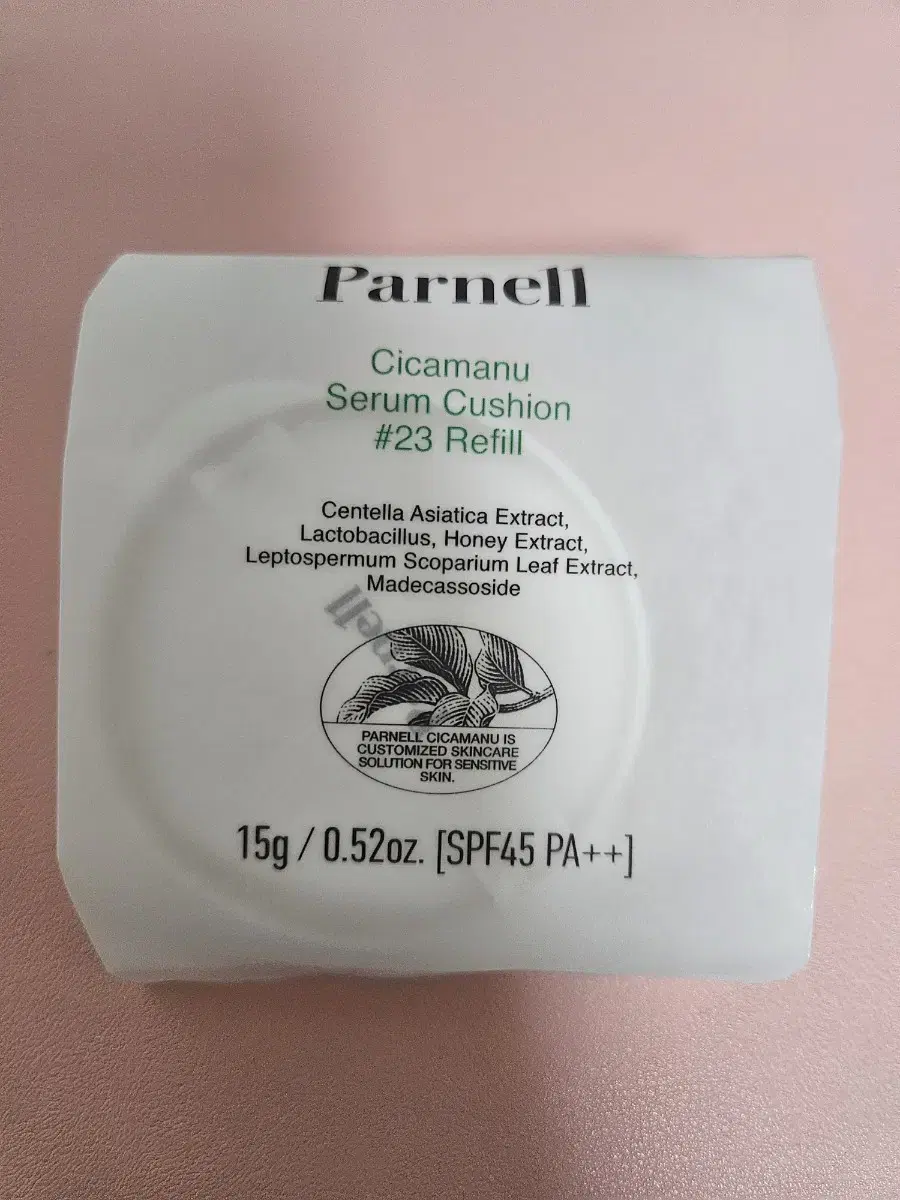 Parnell
Cicamanu
Serum Cushion
#23 Refill
Centella Asiatica Extract,
Lactobacillus, Honey Extract,
Leptospermum Scoparium Leaf Extract,
Madecassoside
nell
PARNELL CICAMANU IS
CUSTOMIZED SKINCARE
SOLUTION FOR SENSITIVE
SKIN.
15g / 0.52oz. [SPF45 PA++]